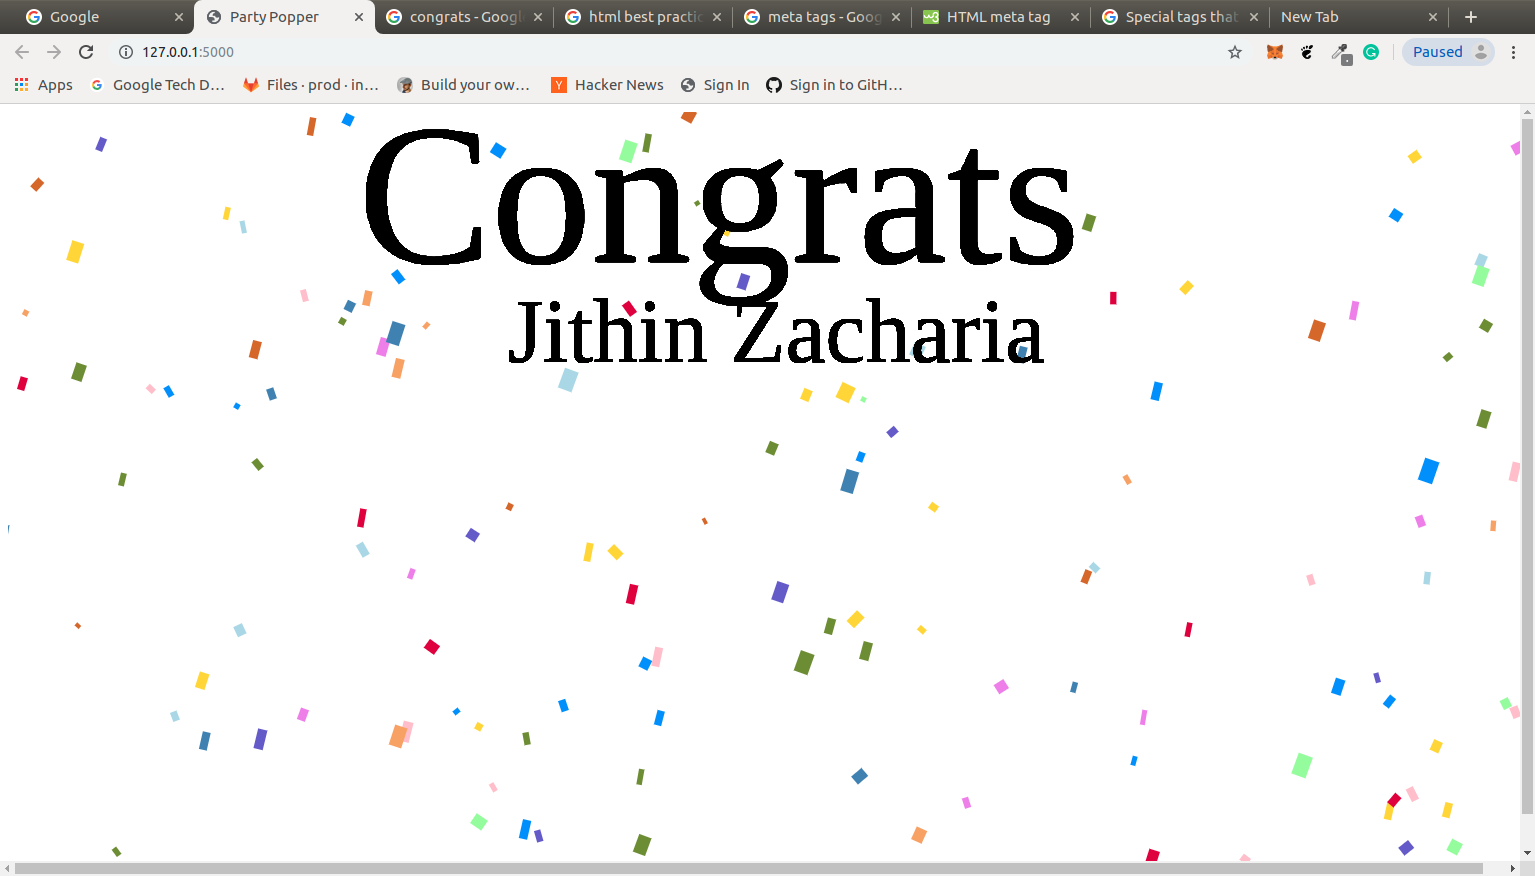 Google
Party Popper
congrats - Googl
html best practic
meta tags - Goog
HTML meta tag
Special tags that
New Tab
127.0.0.1:5000
Paused
Apps
Google Tech D...
Files · prod · in...
Build your ow...
Hacker News
Sign In
Sign in to GitH...
Congrats
Jithin Zacharia